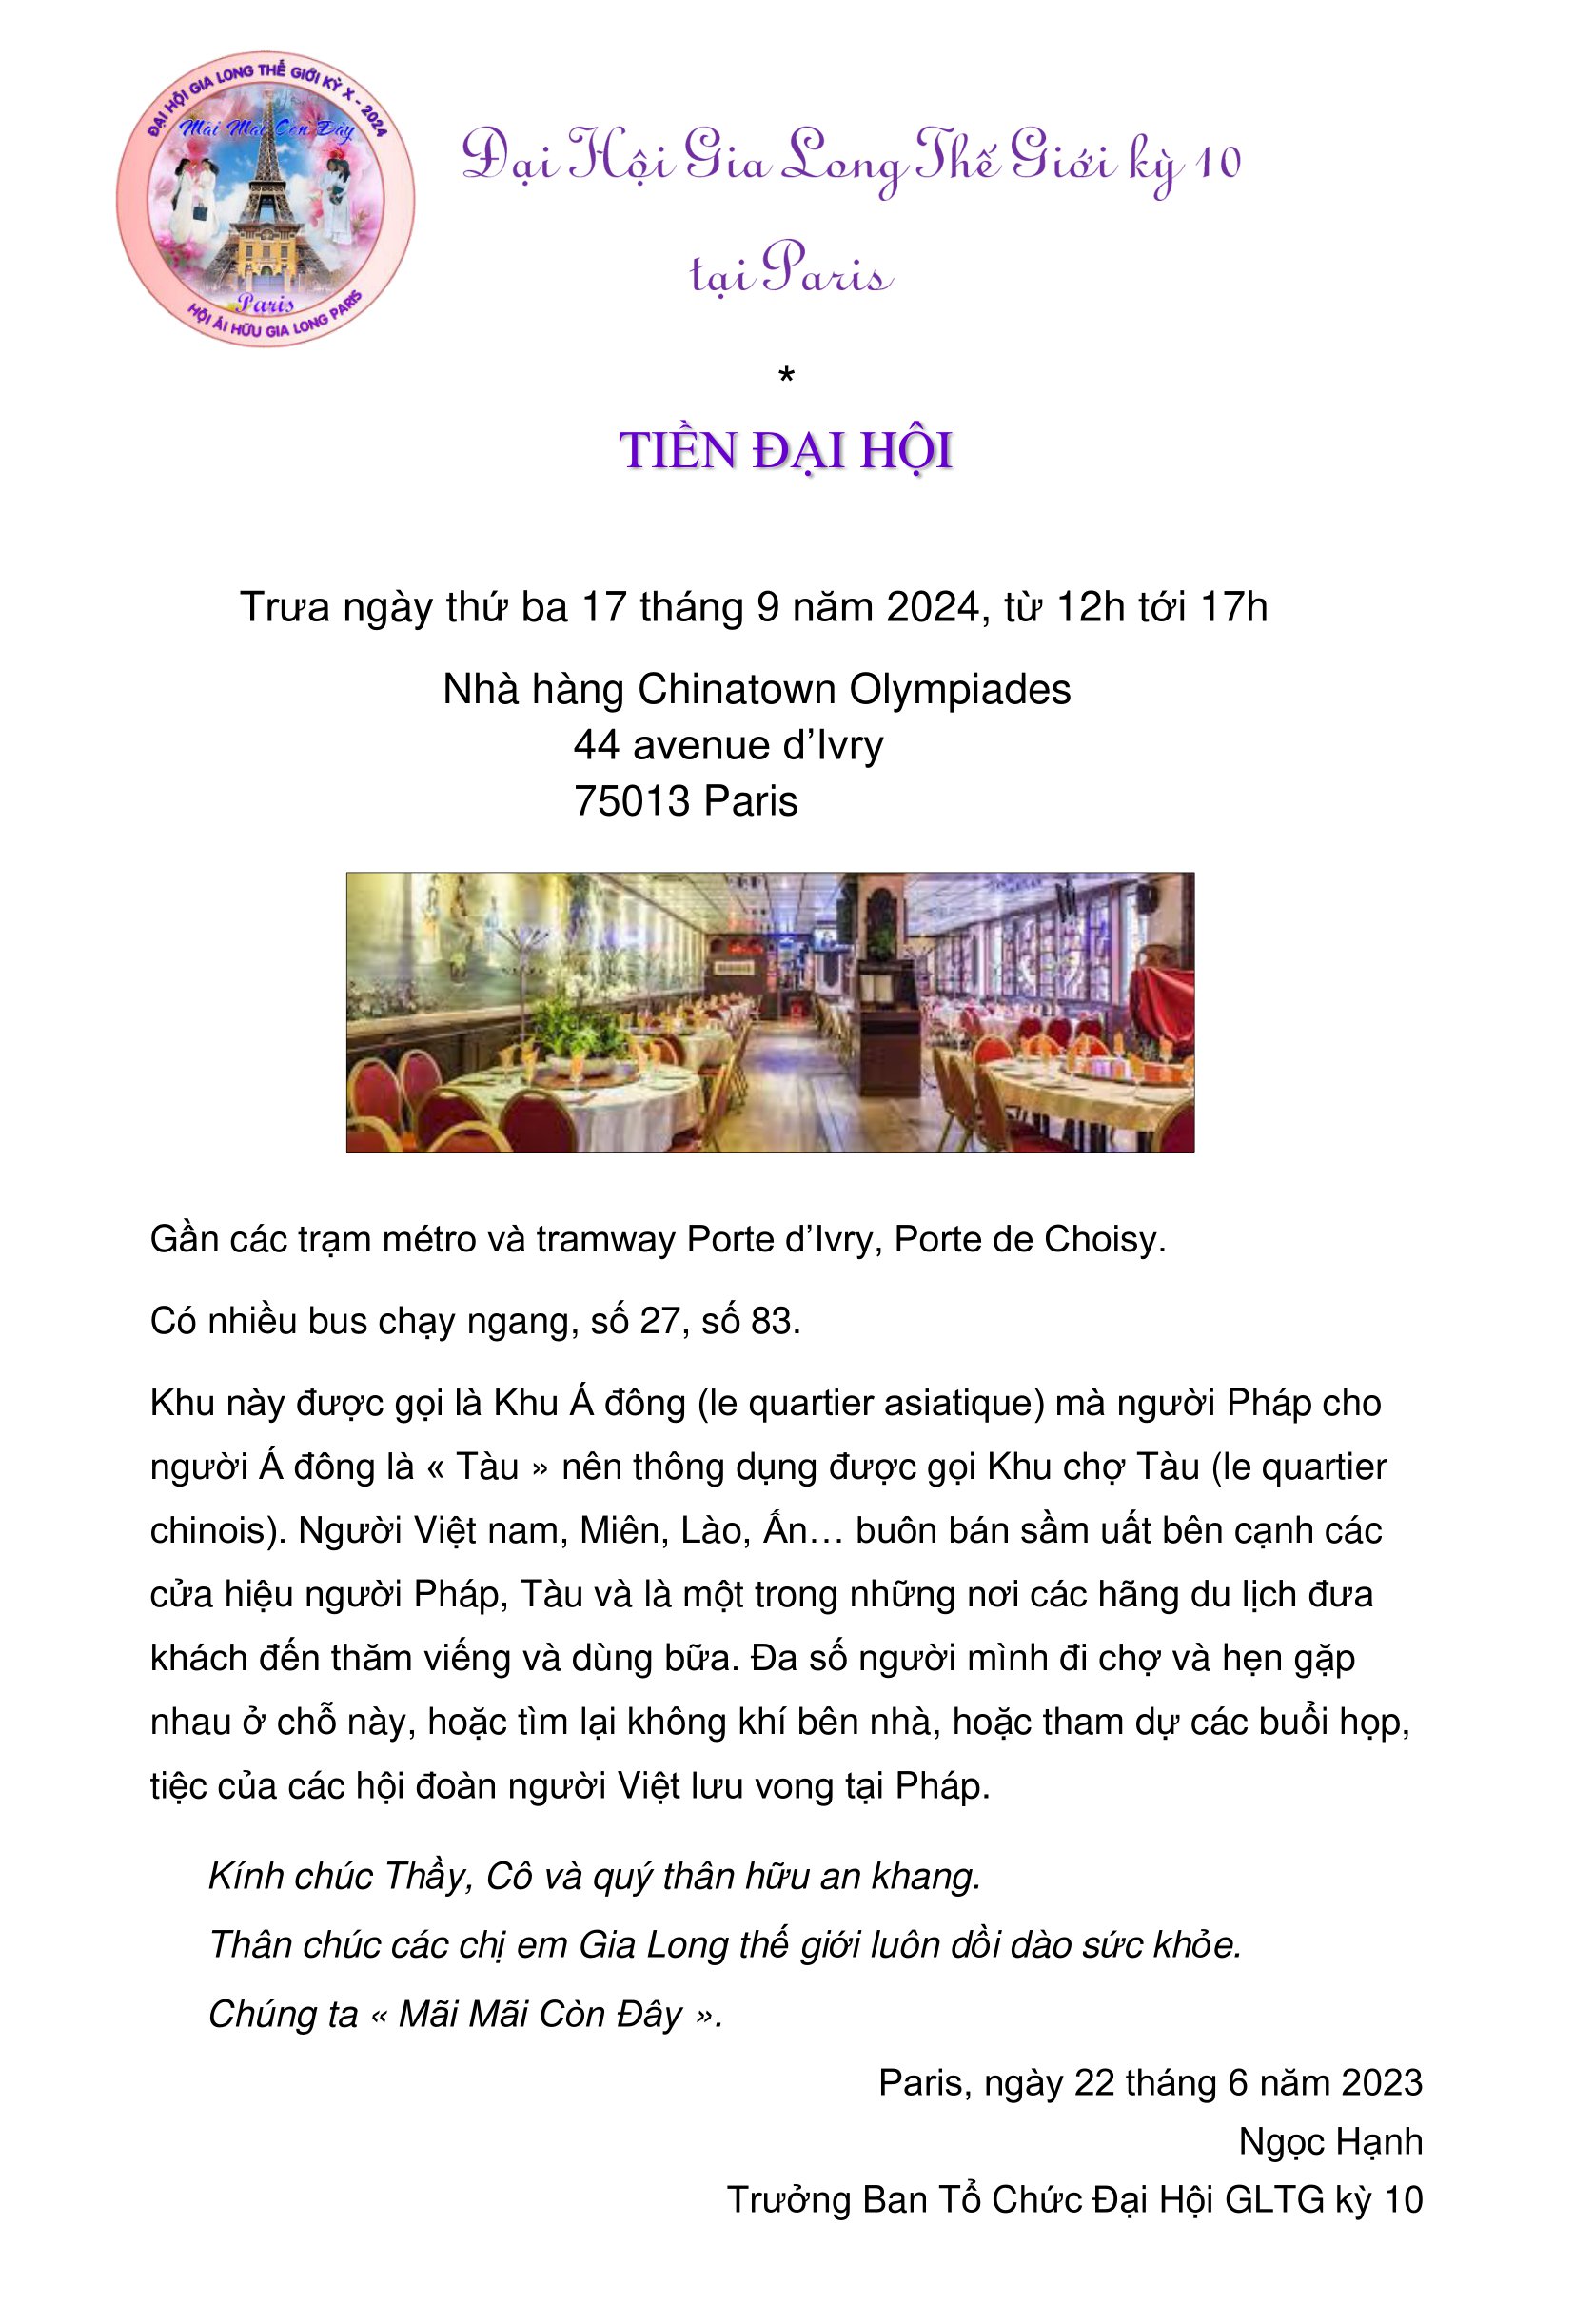 ĐẠI HỘI GIA LONG THẾ GIỚI KỲ X - 2024
Mãi Mãi Còn Đây
Paris
HỘI ÁI HỮU GIA LONG PARIS
Đại Hội Gia Long Thế Giới kỳ 10
tại Paris
*
TIỀN ĐẠI HỘI
Trưa ngày thứ ba 17 tháng 9 năm 2024, từ 12h tới 17h
Nhà hàng Chinatown Olympiades
44 avenue d’Ivry
75013 Paris
Gần các trạm métro và tramway Porte d’Ivry, Porte de Choisy.
Có nhiều bus chạy ngang, số 27, số 83.
Khu này được gọi là Khu Á đông (le quartier asiatique) mà người Pháp cho
người Á đông là « Tàu » nên thông dụng được gọi Khu chợ Tàu (le quartier
chinois). Người Việt nam, Miên, Lào, Ấn… buôn bán sầm uất bên cạnh các
cửa hiệu người Pháp, Tàu và là một trong những nơi các hãng du lịch đưa
khách đến thăm viếng và dùng bữa. Đa số người mình đi chợ và hẹn gặp
nhau ở chỗ này, hoặc tìm lại không khí bên nhà, hoặc tham dự các buổi họp,
tiệc của các hội đoàn người Việt lưu vong tại Pháp.
Kính chúc Thầy, Cô và quý thân hữu an khang.
Thân chúc các chị em Gia Long thế giới luôn dồi dào sức khỏe.
Chúng ta « Mãi Mãi Còn Đây ».
Paris, ngày 22 tháng 6 năm 2023
Ngọc Hạnh
Trưởng Ban Tổ Chức Đại Hội GLTG kỳ 10